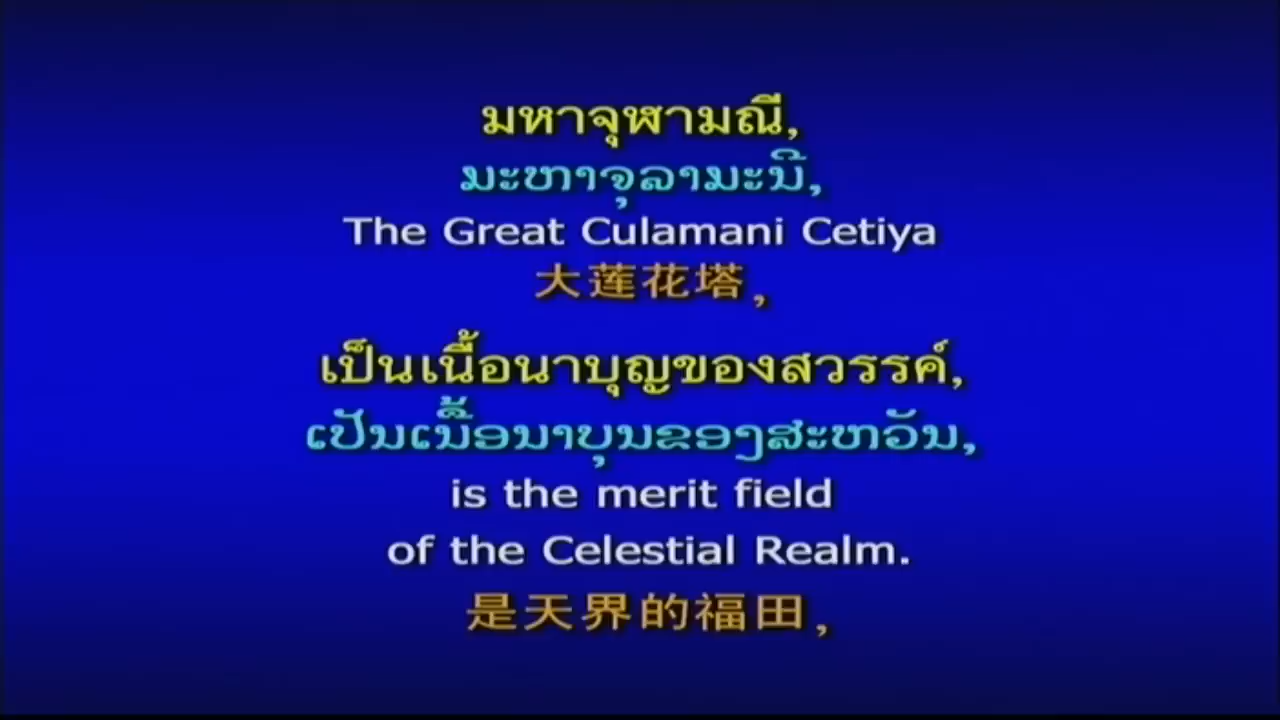 มหาจุฬามณี,
ມະຫາຈຸລາມະນີ,
The Great Culamani Cetiya
大莲花塔,
เป็นเนื้อนาบุญของสวรรค์,
ເປັນເນື້ອນາບຸນຂອງສະຫວັນ,
is the merit field
of the Celestial Realm.
是天界的福田,